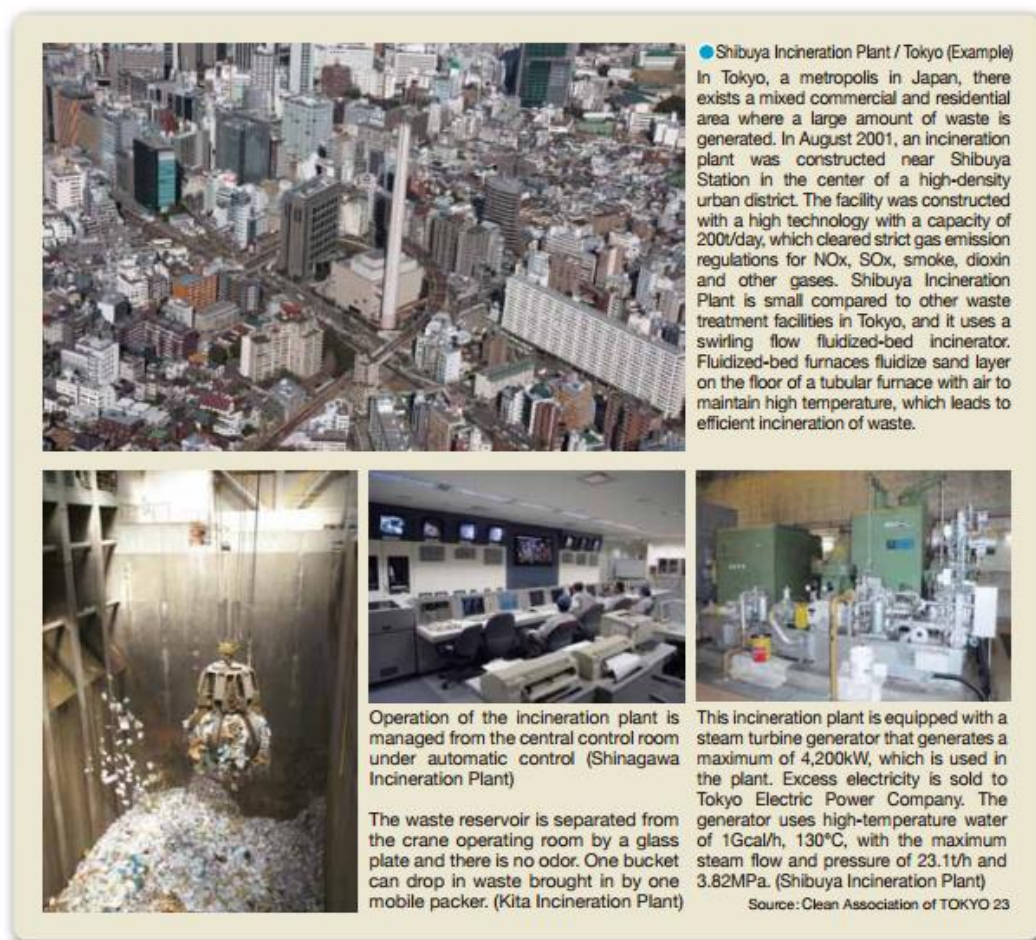 ●Shibuya Incineration Plant / Tokyo (Example)
In Tokyo, a metropolis in Japan, there
exists a mixed commercial and residential
area where a large amount of waste is
generated. In August 2001, an incineration
plant was constructed near Shibuya
Station in the center of a high-density
urban district. The facility was constructed
with a high technology with a capacity of
200t/day, which cleared strict gas emission
regulations for NOx, SOx, smoke, dioxin
and other gases. Shibuya Incineration
Plant is small compared to other waste
treatment facilities in Tokyo, and it uses a
swirling flow fluidized-bed incinerator.
Fluidized-bed furnaces fluidize sand layer
on the floor of a tubular furnace with air to
maintain high temperature, which leads to
efficient incineration of waste.
Operation of the incineration plant is
managed from the central control room
under automatic control (Shinagawa
Incineration Plant)
The waste reservoir is separated from
the crane operating room by a glass
plate and there is no odor. One bucket
can drop in waste brought in by one
mobile packer. (Kita Incineration Plant)
This incineration plant is equipped with a
steam turbine generator that generates a
maximum of 4,200kW, which is used in
the plant. Excess electricity is sold to
Tokyo Electric Power Company. The
generator uses high-temperature water
of 1Gcal/h, 130°C, with the maximum
steam flow and pressure of 23.1t/h and
3.82MPa. (Shibuya Incineration Plant)
Source: Clean Association of TOKYO 23